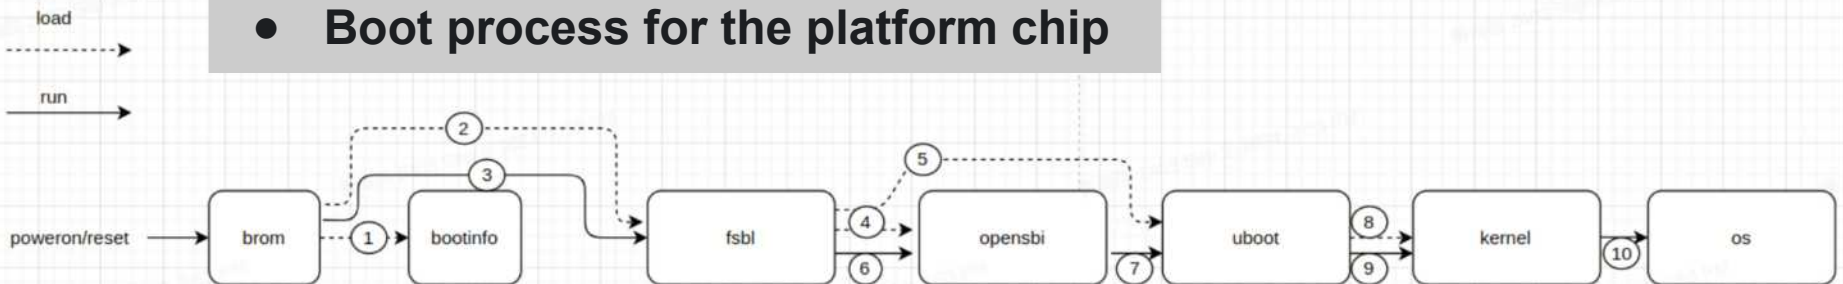 load
● Boot process for the platform chip
run
2
5
3
poweron/reset
brom
1
bootinfo
fsbl
4
6
opensbi
7
uboot
8
9
kernel
10
os